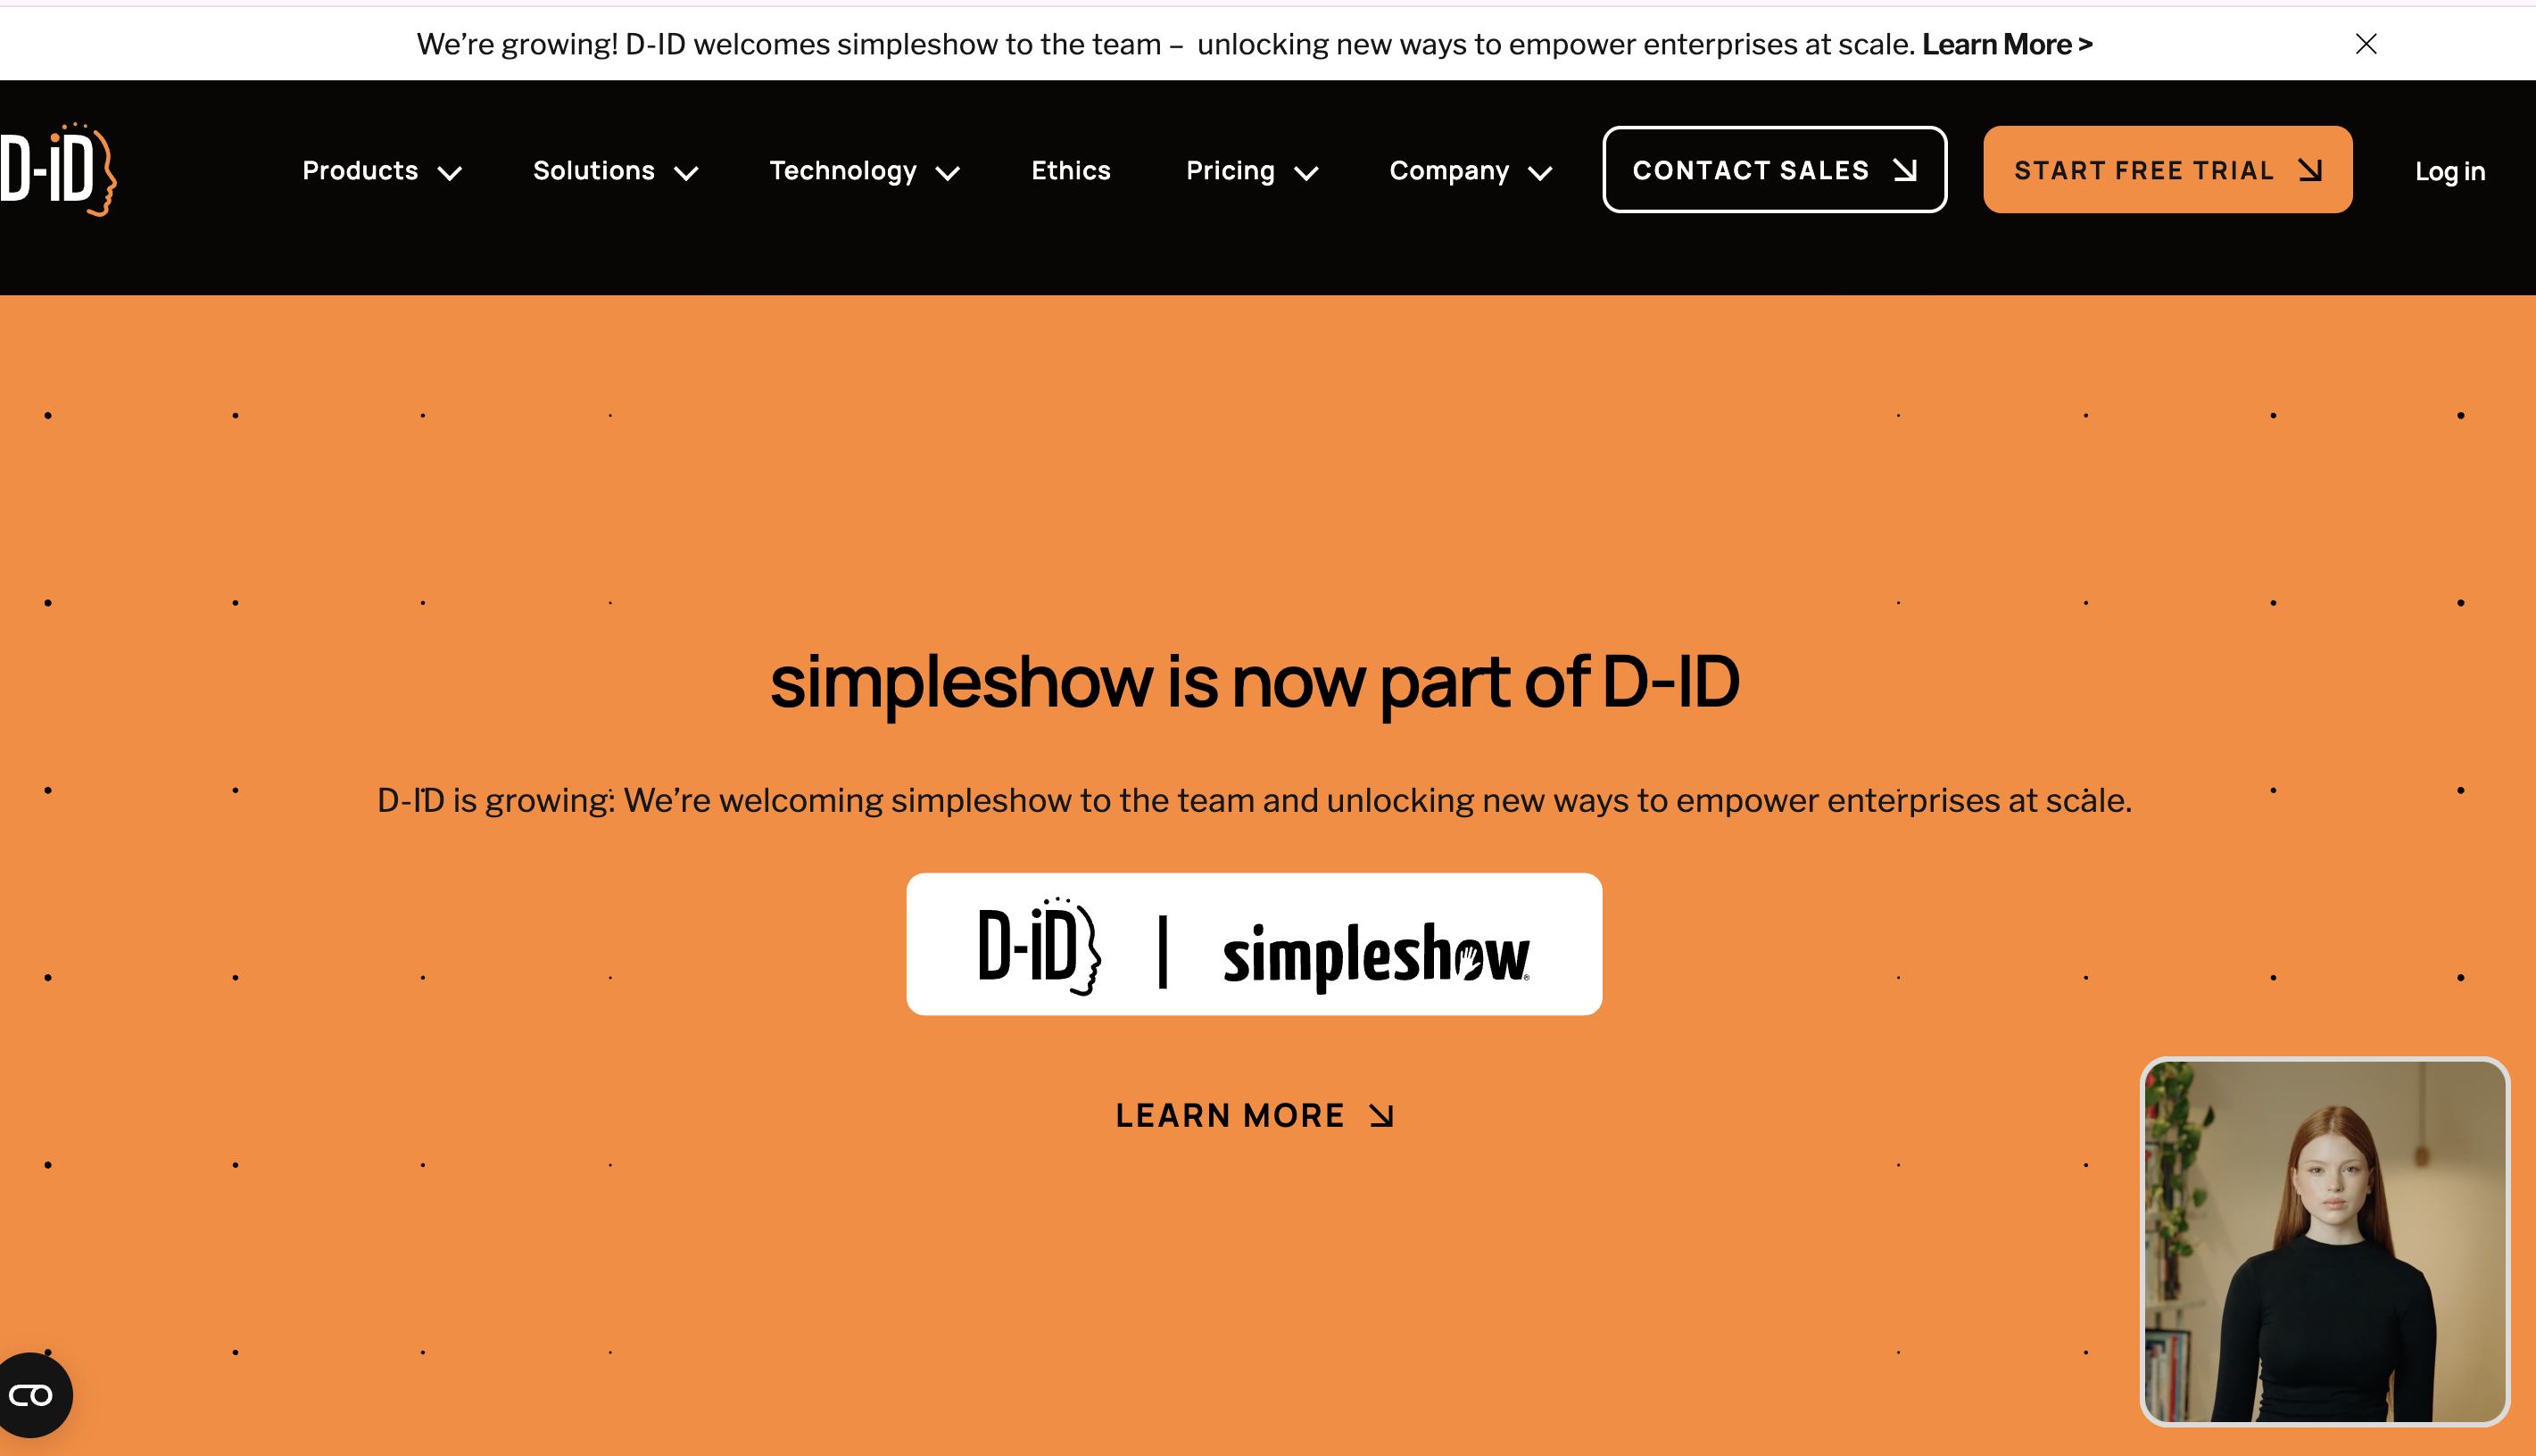 We’re growing! D-ID welcomes simpleshow to the team –  unlocking new ways to empower enterprises at scale. Learn More >
D-iD
Products
Solutions
Technology
Ethics
Pricing
Company
CONTACT SALES
START FREE TRIAL
Log in
simpleshow is now part of D-ID
D-ID is growing: We’re welcoming simpleshow to the team and unlocking new ways to empower enterprises at scale.
D-iD | simpleshow®
LEARN MORE